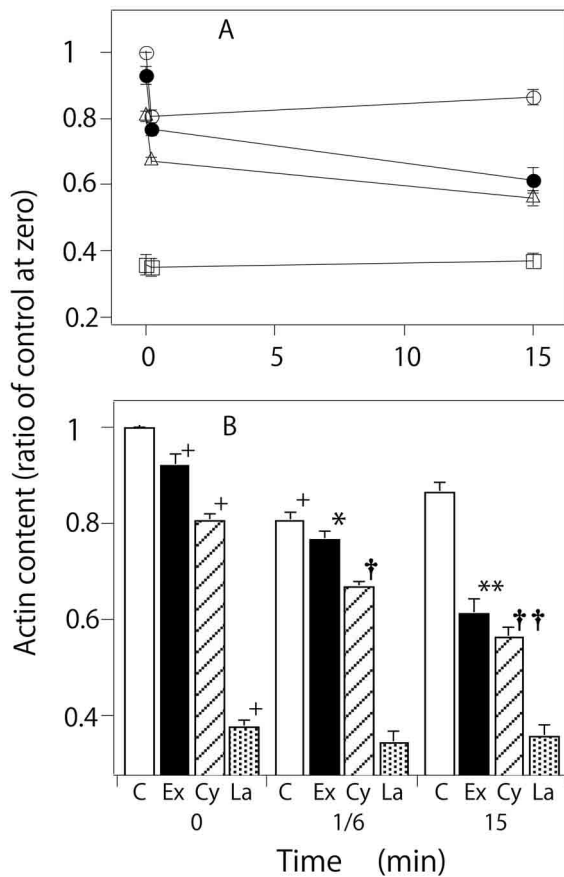 A
1
0.8
0.6
0.4
0.2
0 5 10 15
Actin content (ratio of control at zero)
B
1
0.8
0.6
0.4
+ + + + * † ** ††
C Ex Cy La C Ex Cy La C Ex Cy La
0 1/6 15
Time (min)